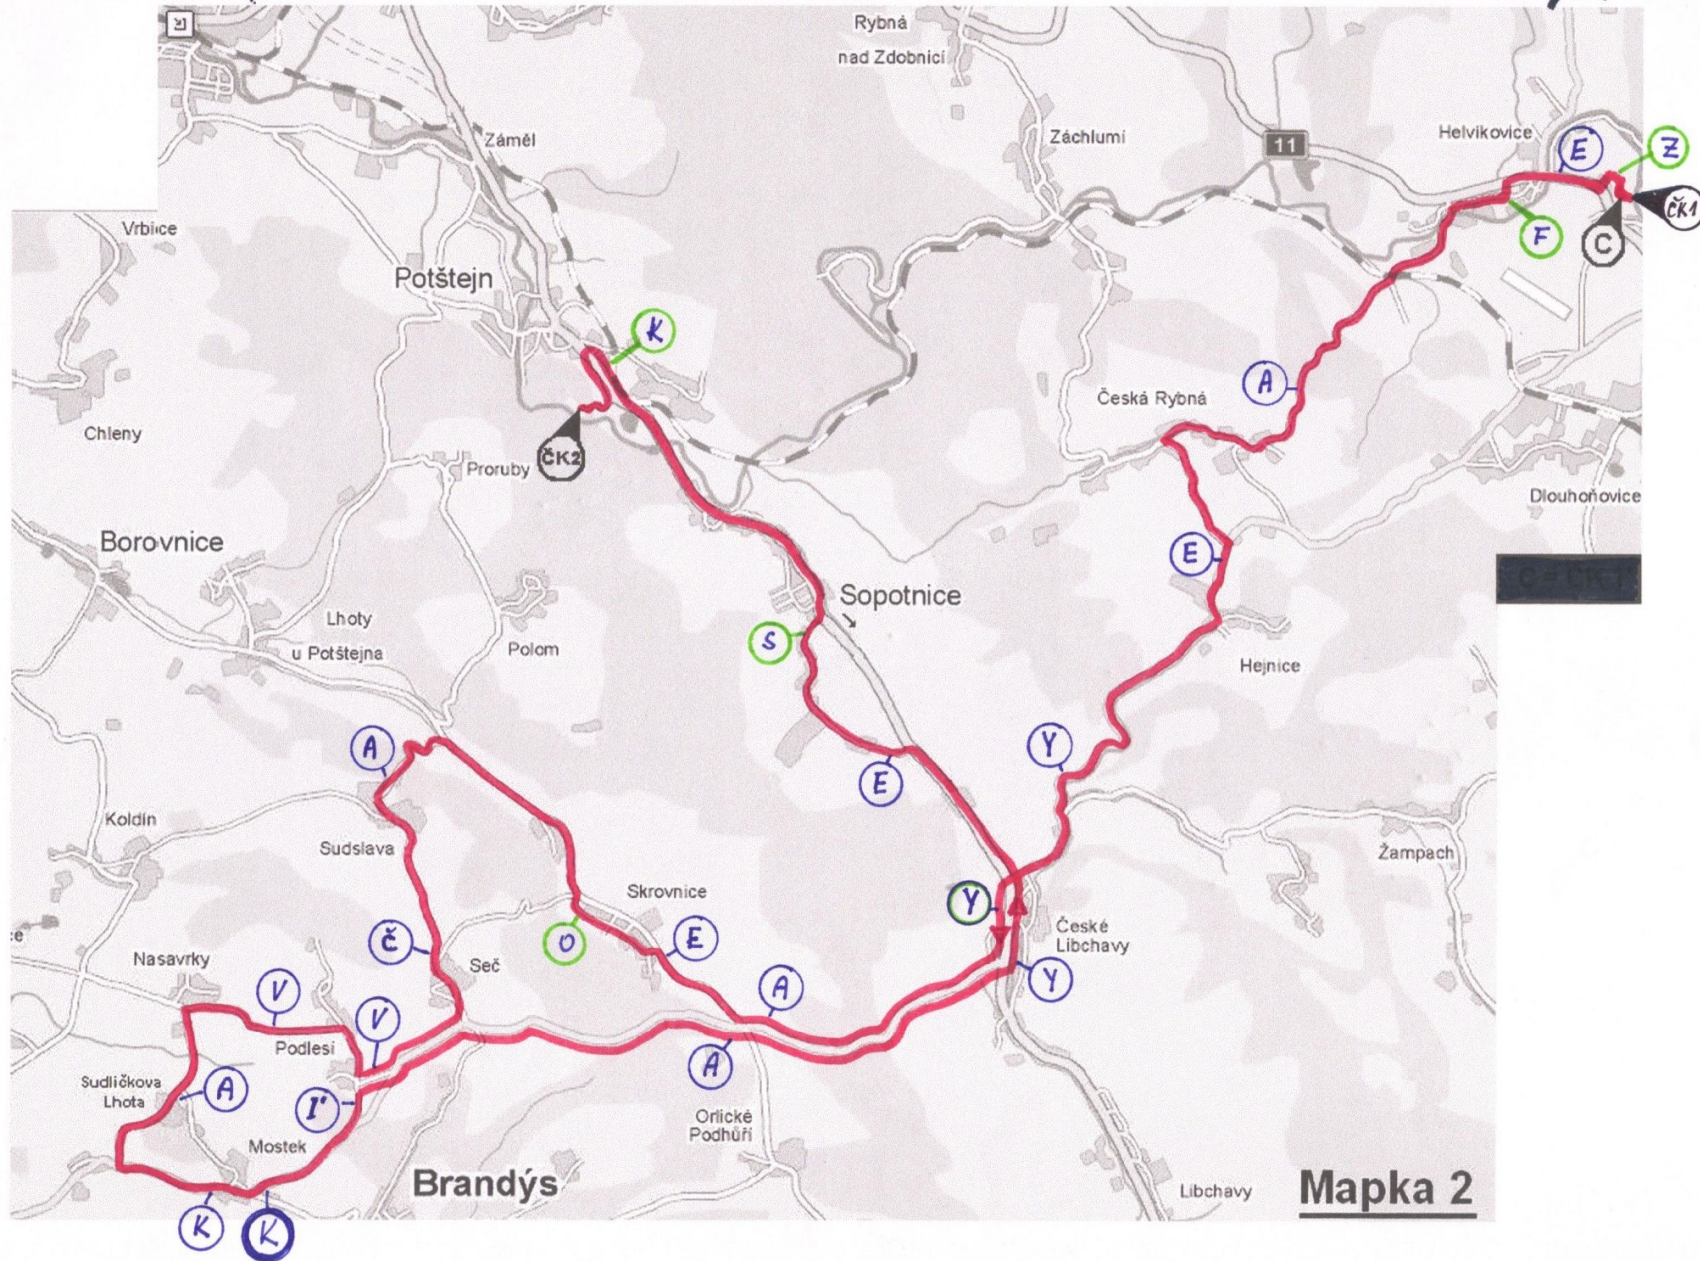 Rybná
nad Zdobnicí
Záměl
Záchlumí
11
Helvíkovice
E
Z
ČK1
F
C
Vrbice
Potštejn
K
A
Česká Rybná
Chleny
Proruby
ČK2
Dlouhoňovice
Borovnice
E
C = ČK1
Sopotnice
Lhoty
u Potštejna
Polom
S
Hejnice
A
Y
E
Koldín
Sudslava
Žampach
Skrovnice
Y
České
Libchavy
Č
O
E
Nasavrky
Seč
Y
V
A
V
Podlesí
Sudličkova
Lhota
A
A
Mostek
Orlické
Podhůří
Brandýs
Libchavy
Mapka 2
K
K